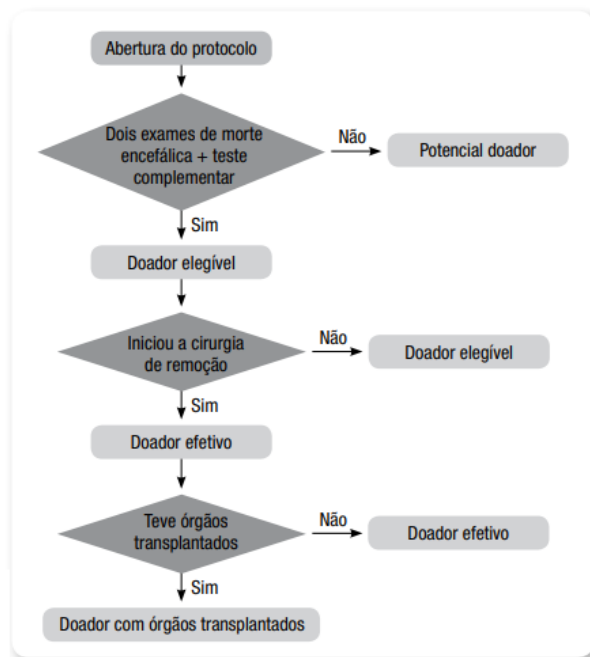 Abertura do protocolo
Dois exames de morte
encefálica + teste
complementar
Não
Potencial doador
Sim
Doador elegível
Iniciou a cirurgia
de remoção
Não
Doador elegível
Sim
Doador efetivo
Teve órgãos
transplantados
Não
Doador efetivo
Sim
Doador com órgãos transplantados